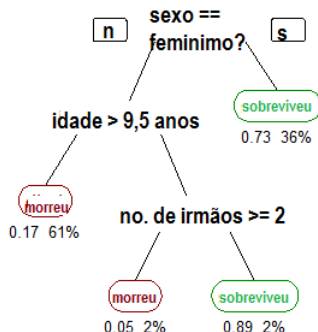 sexo ==
n
feminimo?
s
sobreviveu
0.73 36%
idade > 9,5 anos
morreu
0.17 61%
no. de irmãos >= 2
morreu
0.05 2%
sobreviveu
0.89 2%